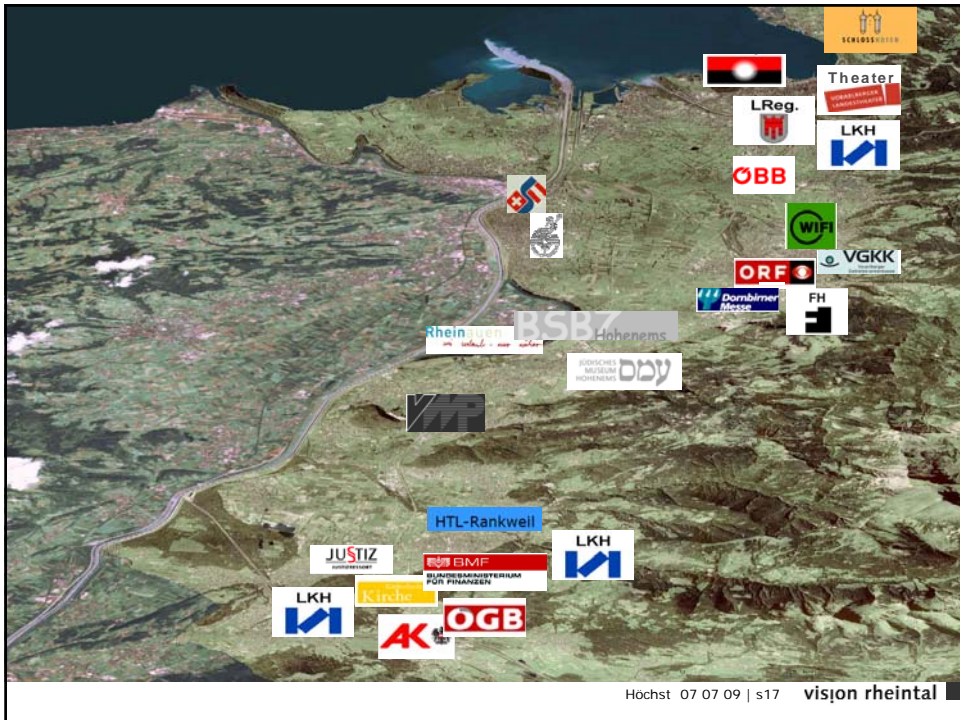 SCHLOSSHOFEN
Theater
VORARLBERGER
LANDESTHEATER
LReg.
LKH
ÖBB
WIFI
VGKK
ORF
Dornbirner
Messe
FH
Rheinauen
BSBZ Hohenems
JÜDISCHES
MUSEUM
HOHENEMS
עמס
VMP
HTL-Rankweil
LKH
JUSTIZ
BMF
BUNDESMINISTERIUM
FÜR FINANZEN
Kirche
LKH
ÖGB
AK
Höchst 07 07 09 | s17 vision rheintal